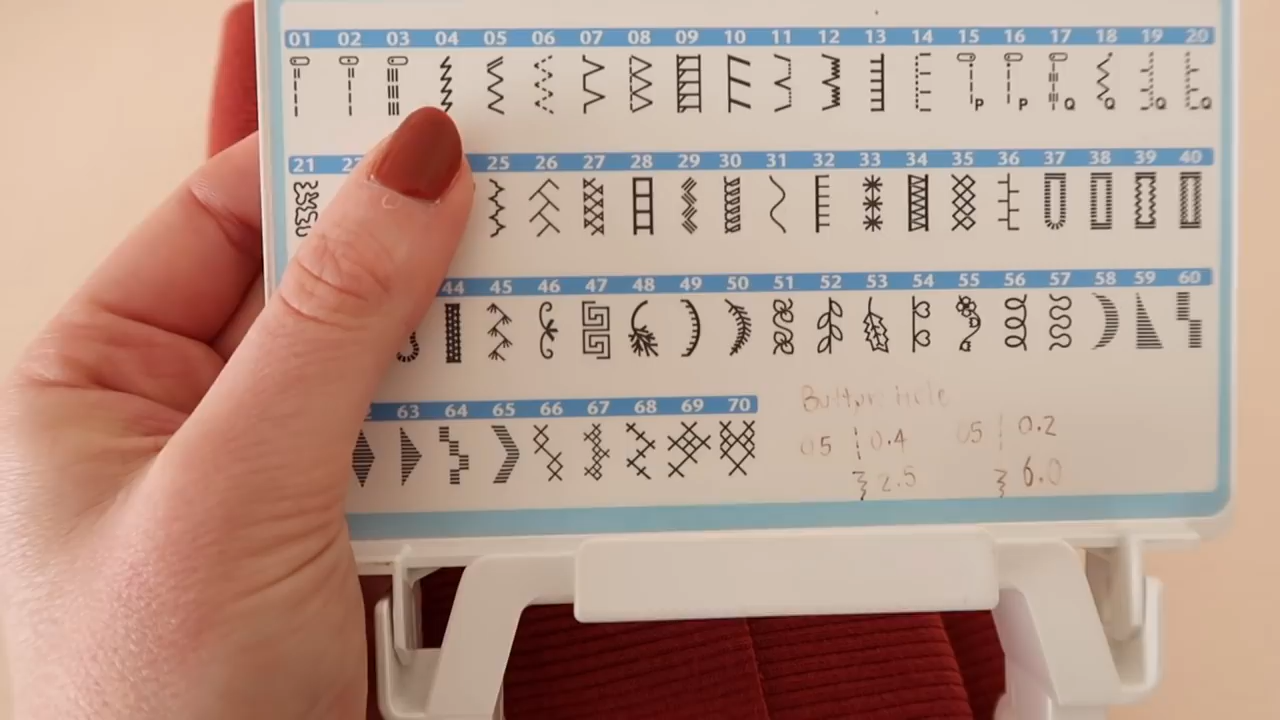 01 02 03 04 05 06 07 08 09 10 11 12 13 14 15 16 17 18 19 20
P P Q Q Q Q
21 22 25 26 27 28 29 30 31 32 33 34 35 36 37 38 39 40
44 45 46 47 48 49 50 51 52 53 54 55 56 57 58 59 60
63 64 65 66 67 68 69 70
Button hole
05 0.4 05 0.2
2.5 6.0